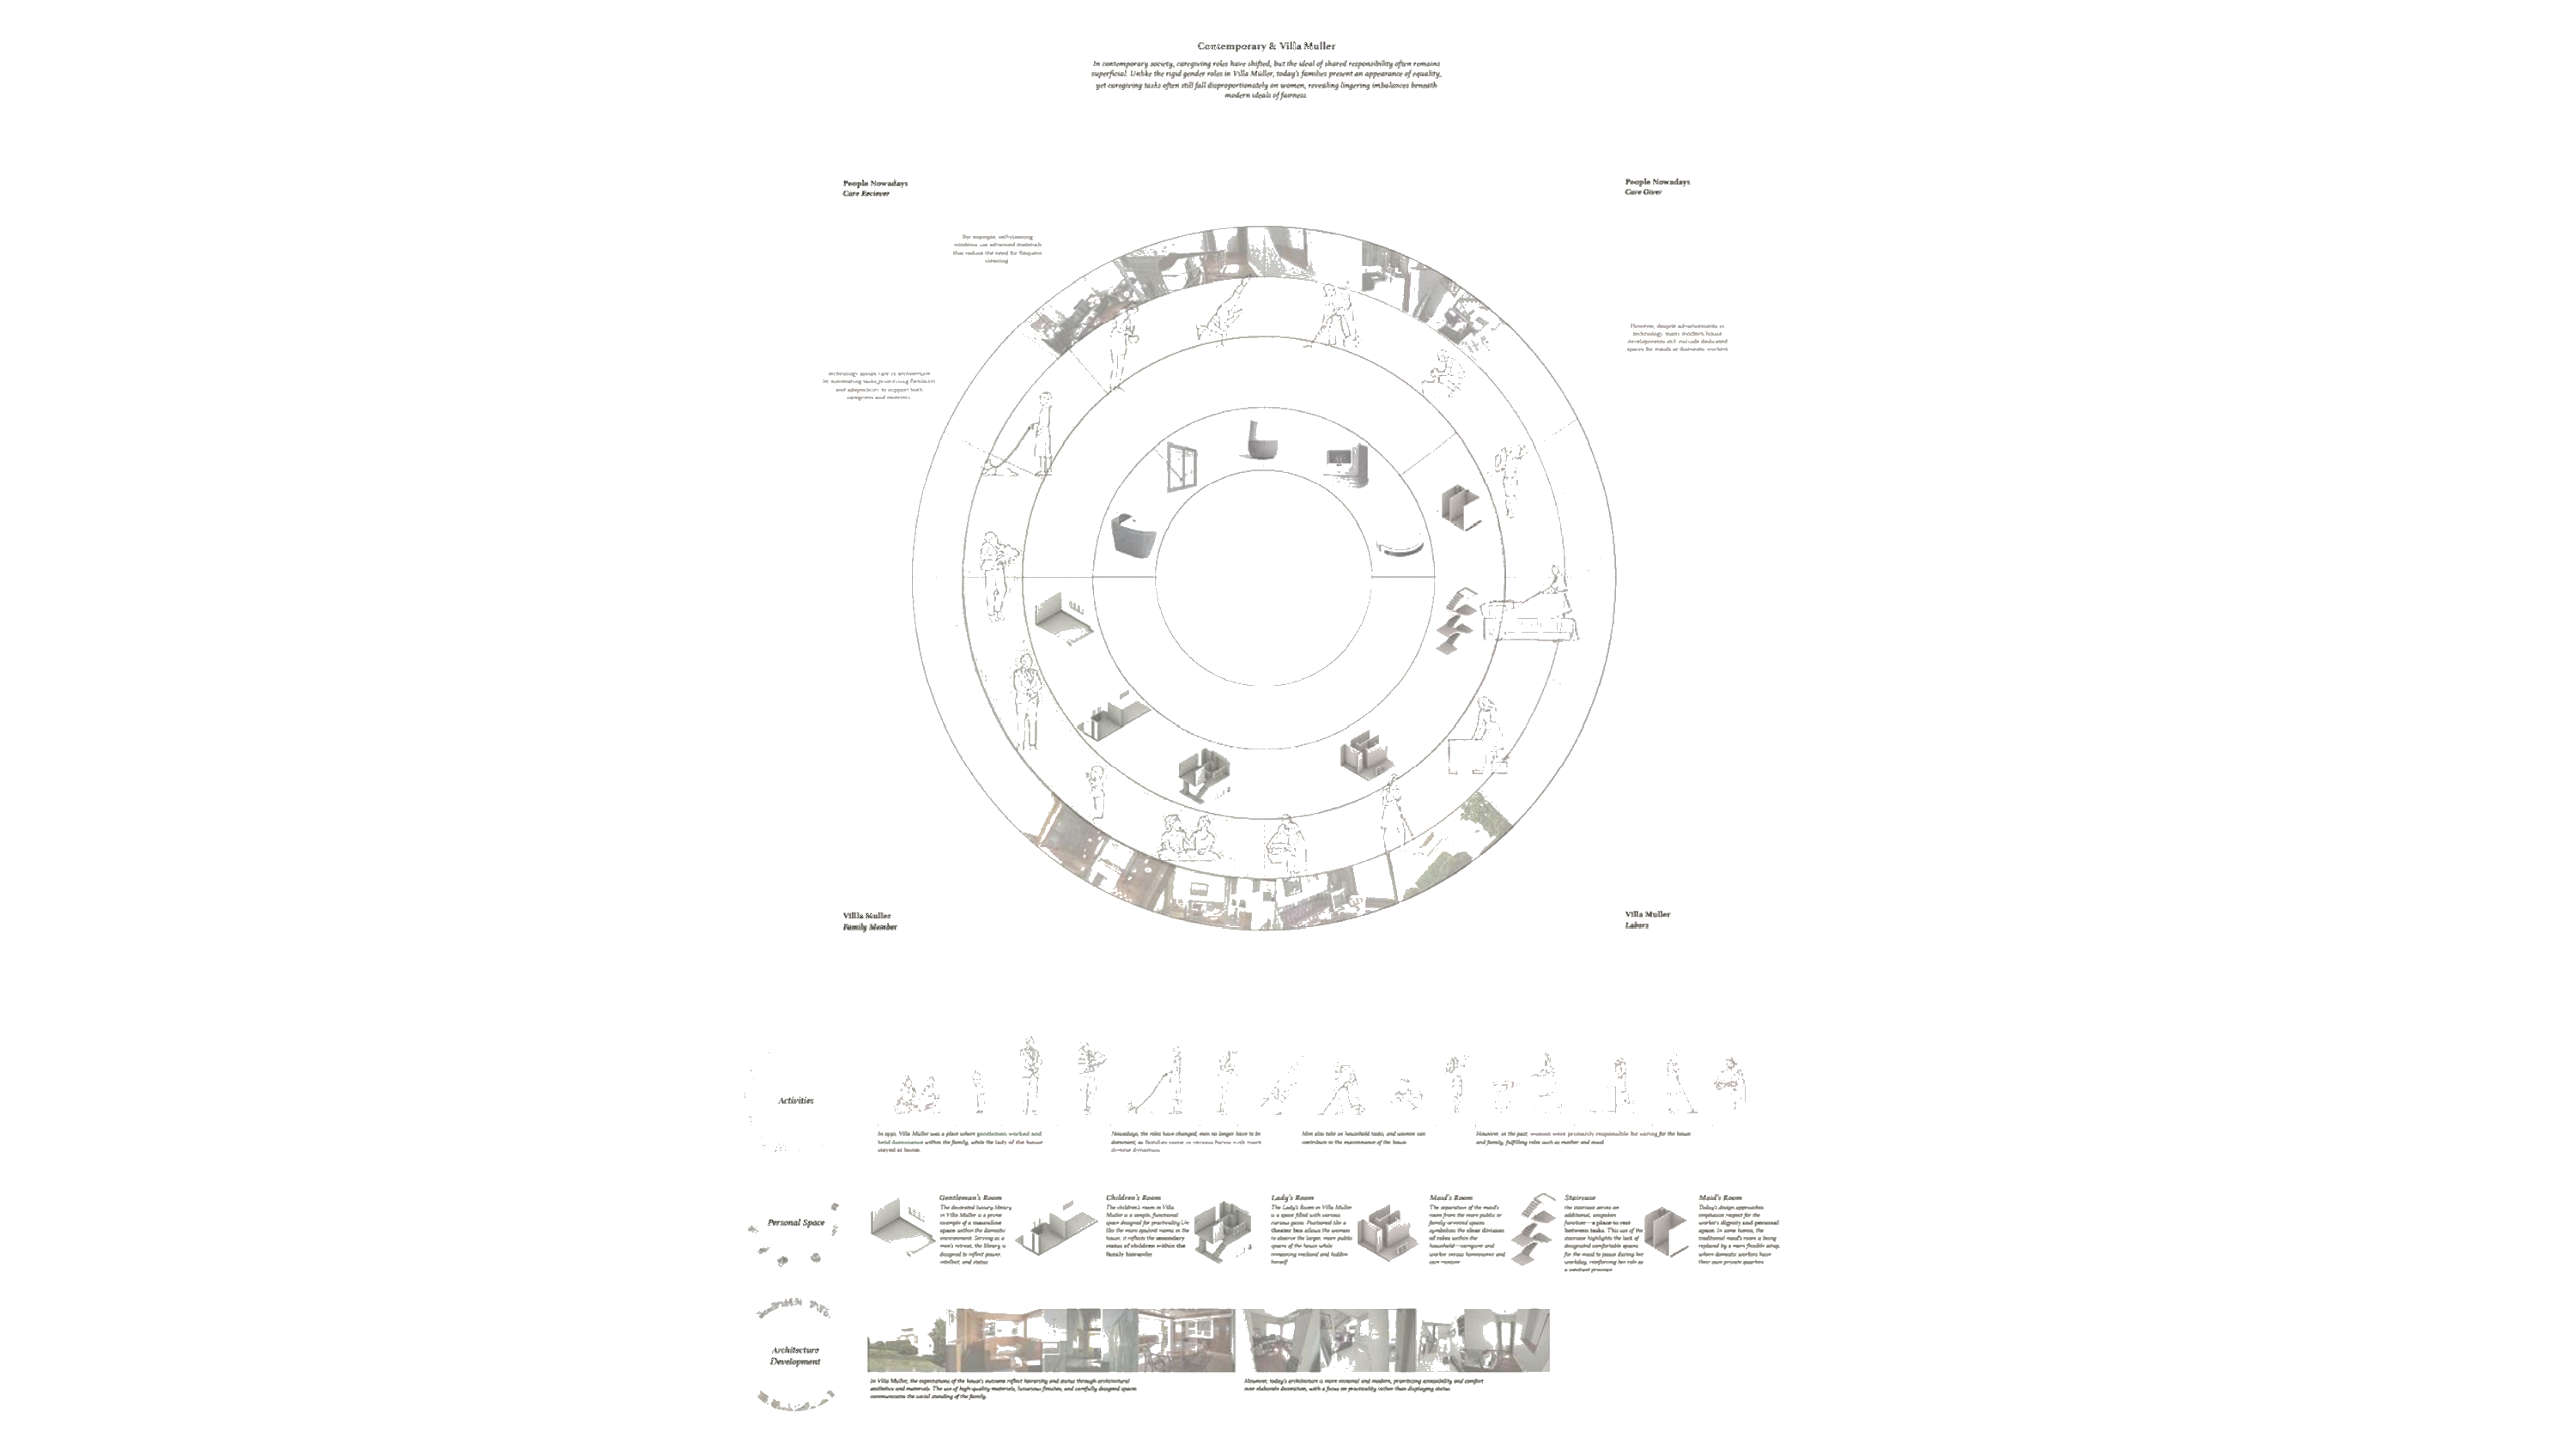 Contemporary & Villa Muller
In contemporary society, caregiving roles have shifted, but the ideal of shared responsibility often remains
superficial. Unlike the rigid gender roles in Villa Müller, today's families present an appearance of equality,
yet caregiving tasks often still fall disproportionately on women, revealing lingering imbalances beneath
modern ideals of fairness.
People Nowadays
Care Reciever
People Nowadays
Care Giver
For example, self-cleaning
windows use advanced materials
that reduce the need for frequent
cleaning
However, despite advancements in
technology, many modern house
developments still include dedicated
spaces for maids or domestic workers
and adaptability to support both
caregivers and receivers
Villa Muller
Family Member
Villa Muller
Labors
Activities
In 1930, Villa Muller was a place where gentlemen worked and
held dominance within the family, while the lady of the house
stayed at home.
Nowadays, the roles have changed, men no longer have to be
dominant, as families come in various forms with more
diverse dynamics
Men also take on household tasks, and women can
contribute to the maintenance of the house
However, in the past, women were primarily responsible for caring for the house
and family, fulfilling roles such as mother and maid
Personal Space
Gentleman's Room
The decorated luxury library
in Villa Müller is a prime
example of a masculine
space within the domestic
environment. Serving as a
men's retreat, the library is
designed to reflect power,
intellect, and status
Children's Room
The children's room in Villa
Muller is a simple, functional
space designed for practicality. Un-
like the more opulent rooms in the
house, it reflects the secondary
status of children within the
family hierarchy
Lady's Room
The Lady's Room in Villa Muller
is a space filled with various
curious gazes. Positioned like a
theater box allows the woman
to observe the larger, more public
spaces of the house while
remaining enclosed and hidden
herself
Maid's Room
The separation of the maid's
room from the more public or
family-oriented spaces
symbolizes the clear division
of roles within the
household—caregiver and
worker versus homeowner and
care receiver
Staircase
the staircase serves an
additional, unspoken
function—a place to rest
between tasks. This use of the
staircase highlights the lack of
designated comfortable spaces
for the maid to pause during her
workday, reinforcing her role as
a constant presence
Maid's Room
Today's design approaches
emphasize respect for the
worker's dignity and personal
space. In some homes, the
traditional maid's room is being
replaced by a more flexible setup,
where domestic workers have
their own private quarters
Architecture
Development
In Villa Muller, the expectations of the house's outcome reflect hierarchy and status through architectural
aesthetics and materials. The use of high-quality materials, luxurious finishes, and carefully designed spaces
communicates the social standing of the family.
However, today's architecture is more minimal and modern, prioritizing accessibility and comfort
over elaborate decoration, with a focus on practicality rather than displaying status